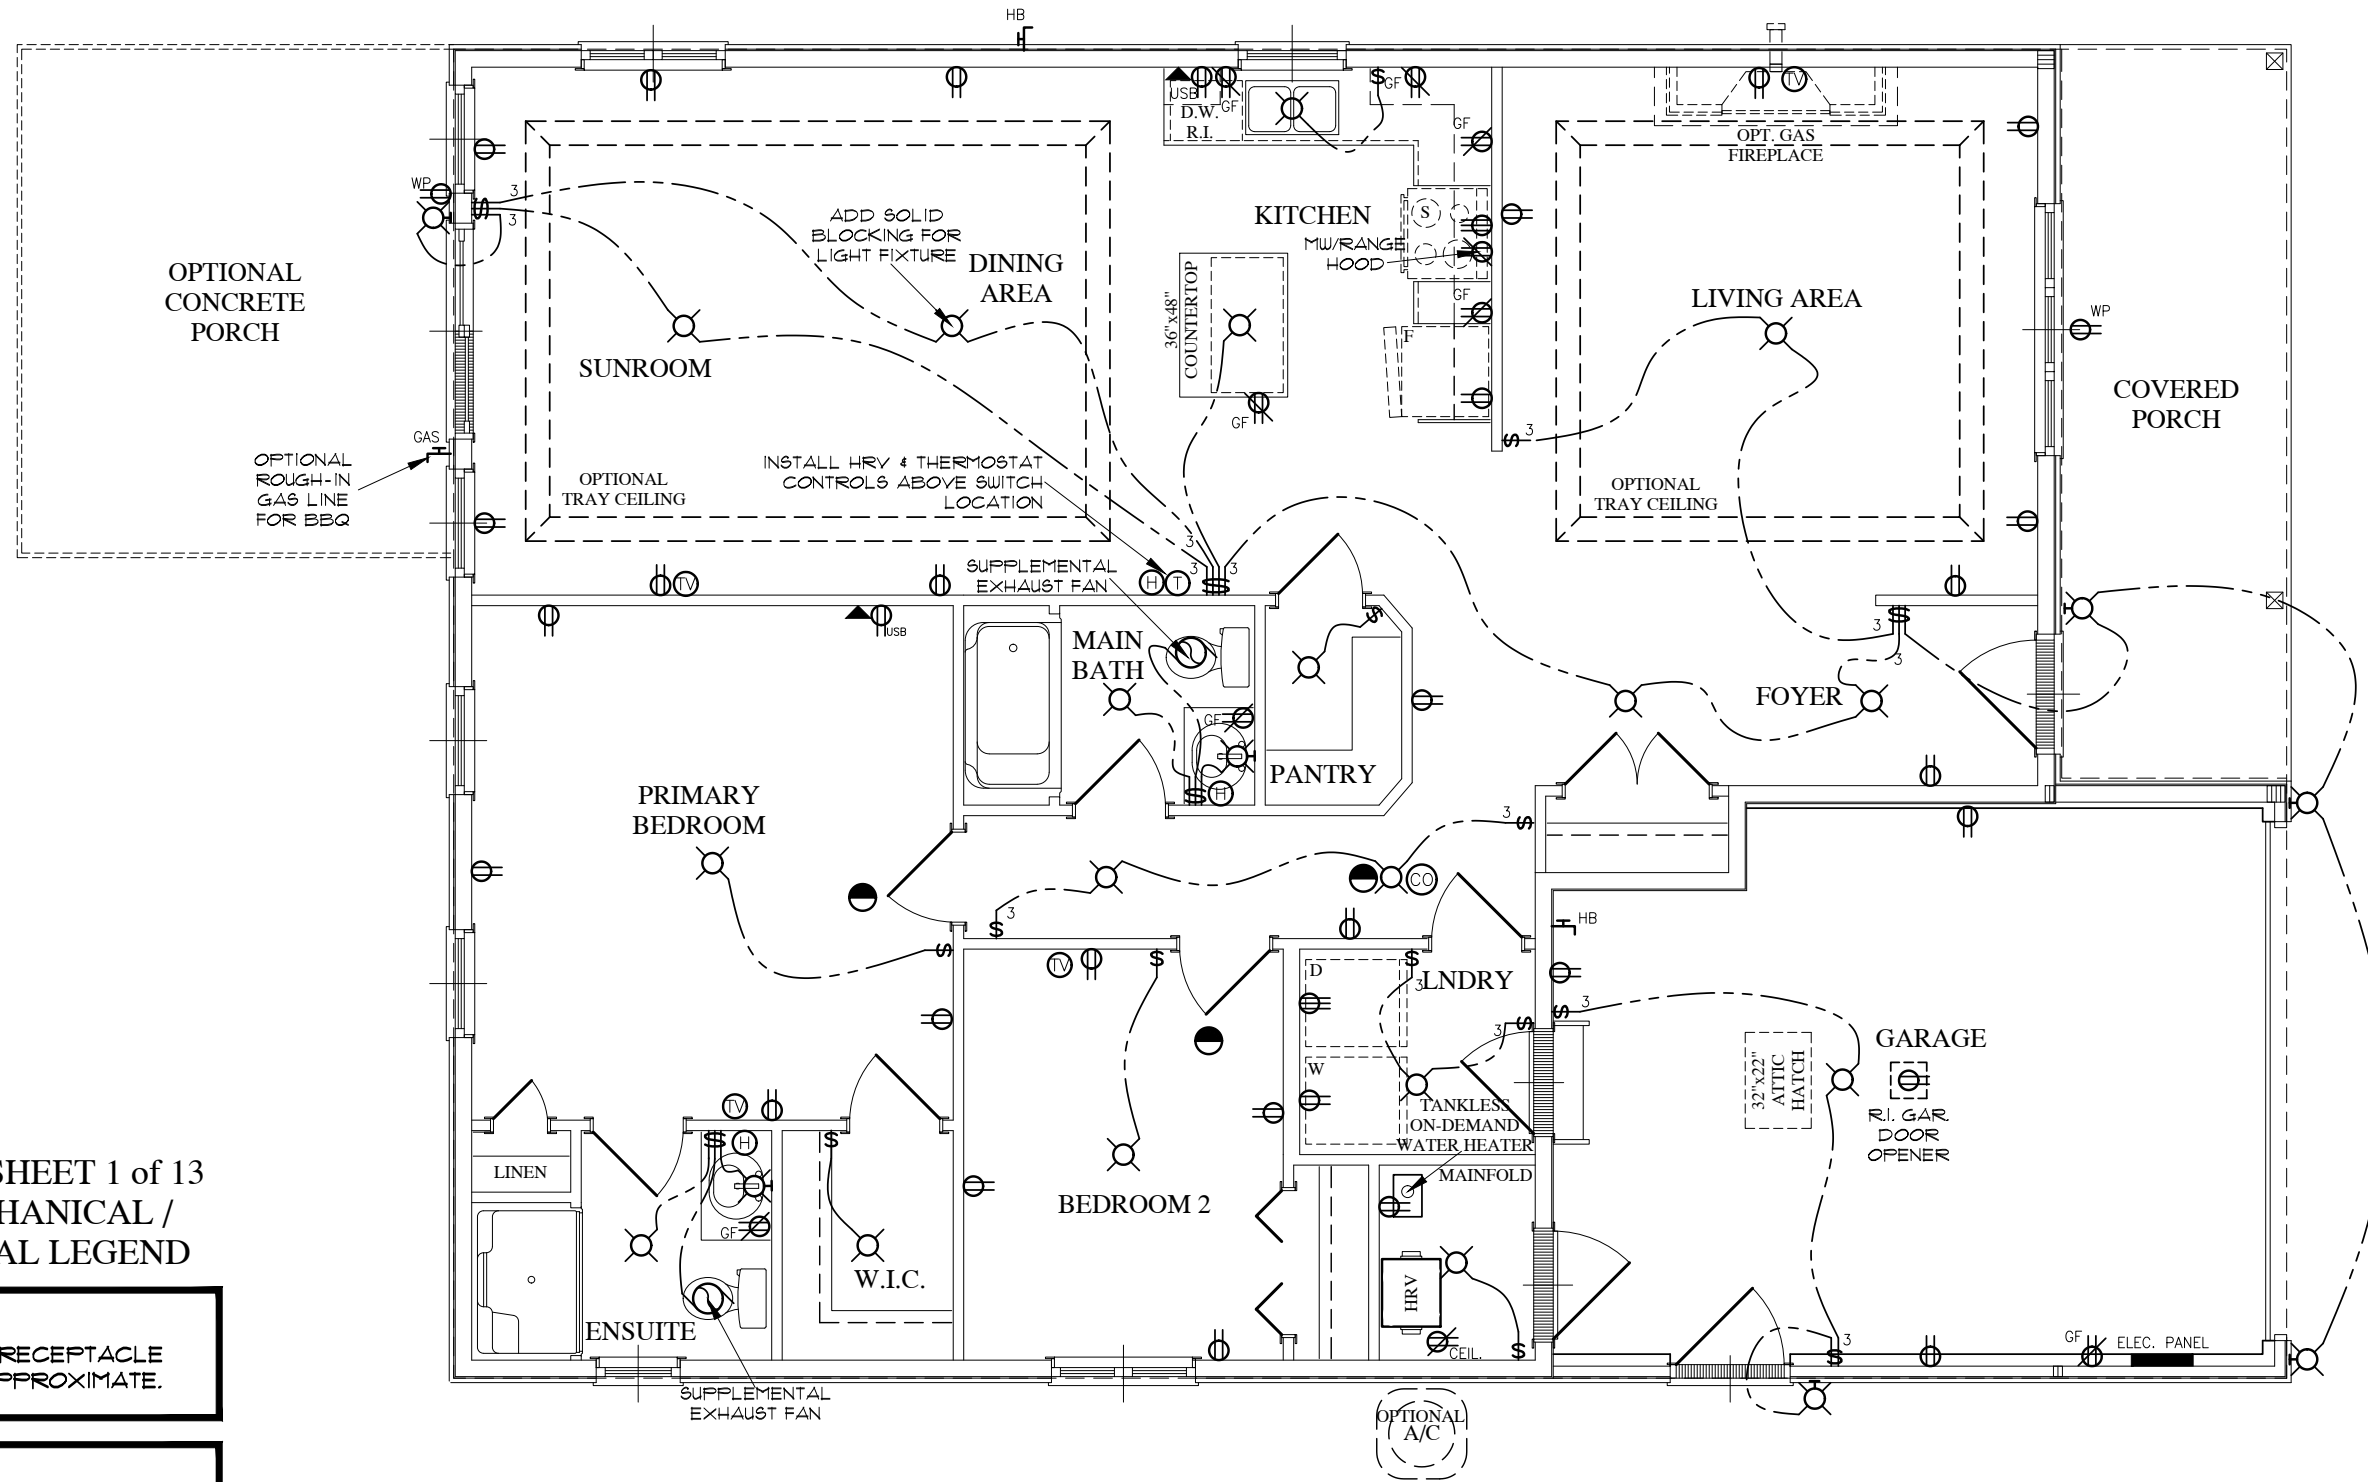 HB
USB
GF
D.W.
R.I.
$
GF
TV
OPT. GAS
FIREPLACE
GF
WP
3
3
ADD SOLID
BLOCKING FOR
LIGHT FIXTURE
DINING
AREA
SUNROOM
OPTIONAL
CONCRETE
PORCH
KITCHEN
S
MW/RANGE
HOOD
36"x48"
COUNTERTOP
GF
F
GF
LIVING AREA
WP
COVERED
PORCH
$ 3
GAS
OPTIONAL
ROUGH-IN
GAS LINE
FOR BBQ
OPTIONAL
TRAY CEILING
INSTALL HRV & THERMOSTAT
CONTROLS ABOVE SWITCH
LOCATION
OPTIONAL
TRAY CEILING
3
3
3
TV
H
T
SUPPLEMENTAL
EXHAUST FAN
USB
MAIN
BATH
GF
H
PANTRY
$
3
3
FOYER
PRIMARY
BEDROOM
3 $
CO
3
$
HB
$
TV
$
$
D
3
LNDRY
3 $
W
$ 3
GARAGE
32"x22"
ATTIC
HATCH
R.I. GAR.
DOOR
OPENER
TANKLESS
ON-DEMAND
WATER HEATER
MAINFOLD
TV
H
$
LINEN
GF
W.I.C.
BEDROOM 2
HRV
CEIL.
$
ENSUITE
SUPPLEMENTAL
EXHAUST FAN
3
GF
ELEC. PANEL
OPTIONAL
A/C
SHEET 1 of 13
HANICAL /
AL LEGEND
RECEPTACLE
PPROXIMATE.